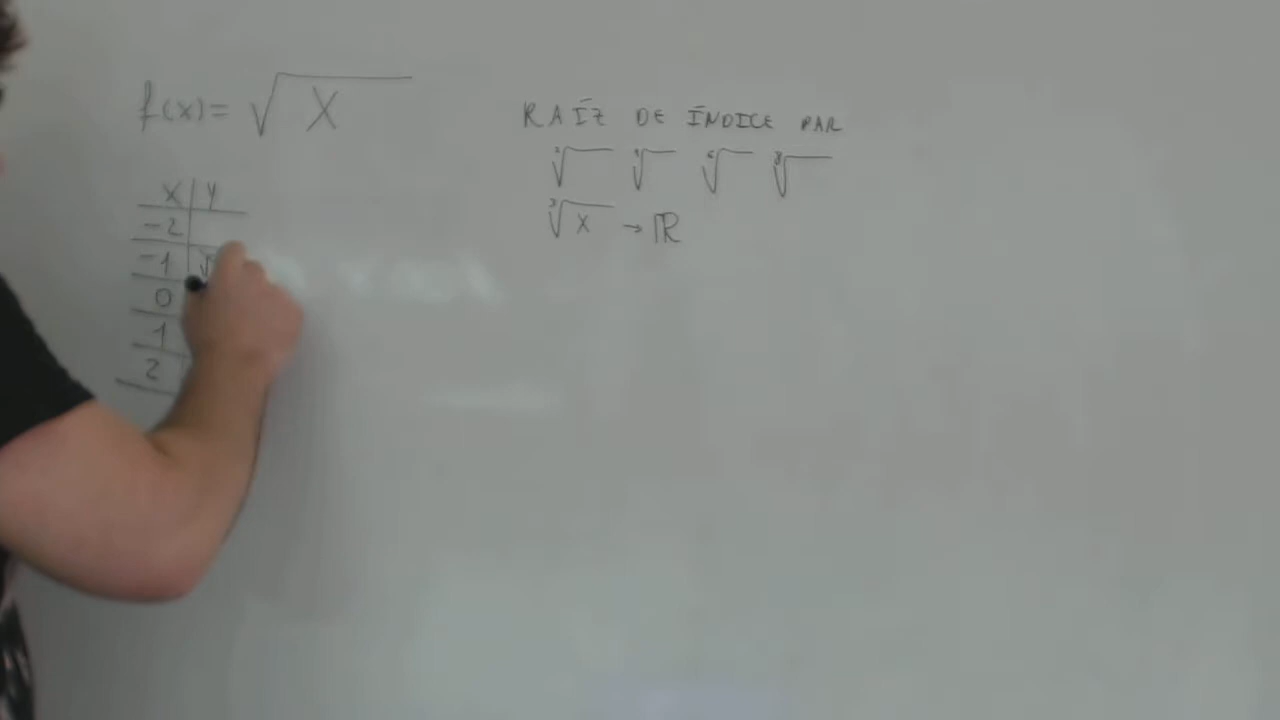 f(x) = √X
RAÍZ DE ÍNDICE PAR
²√ ⁴√ ⁶√ ⁸√
³√X → ℝ
X | Y
-2
-1 | √
0
1
2